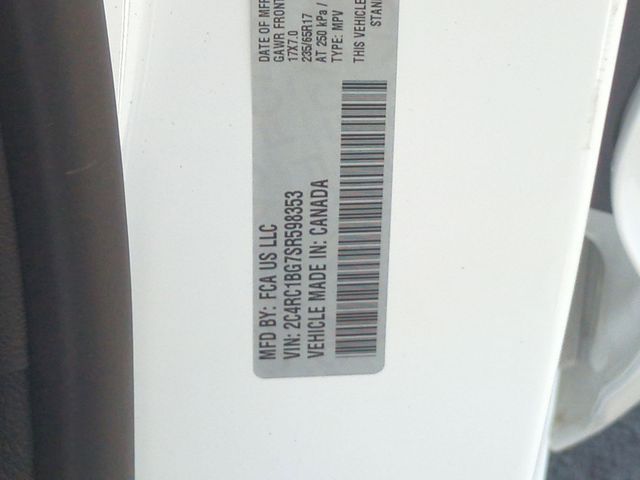 MFD BY: FCA US LLC
VIN: 2C4RC1BG7SR598353
VEHICLE MADE IN: CANADA
DATE OF MFR
GAWR FRONT
17X7.0
235/65R17
AT 250 kPa /
TYPE: MPV
THIS VEHICLE
STAN